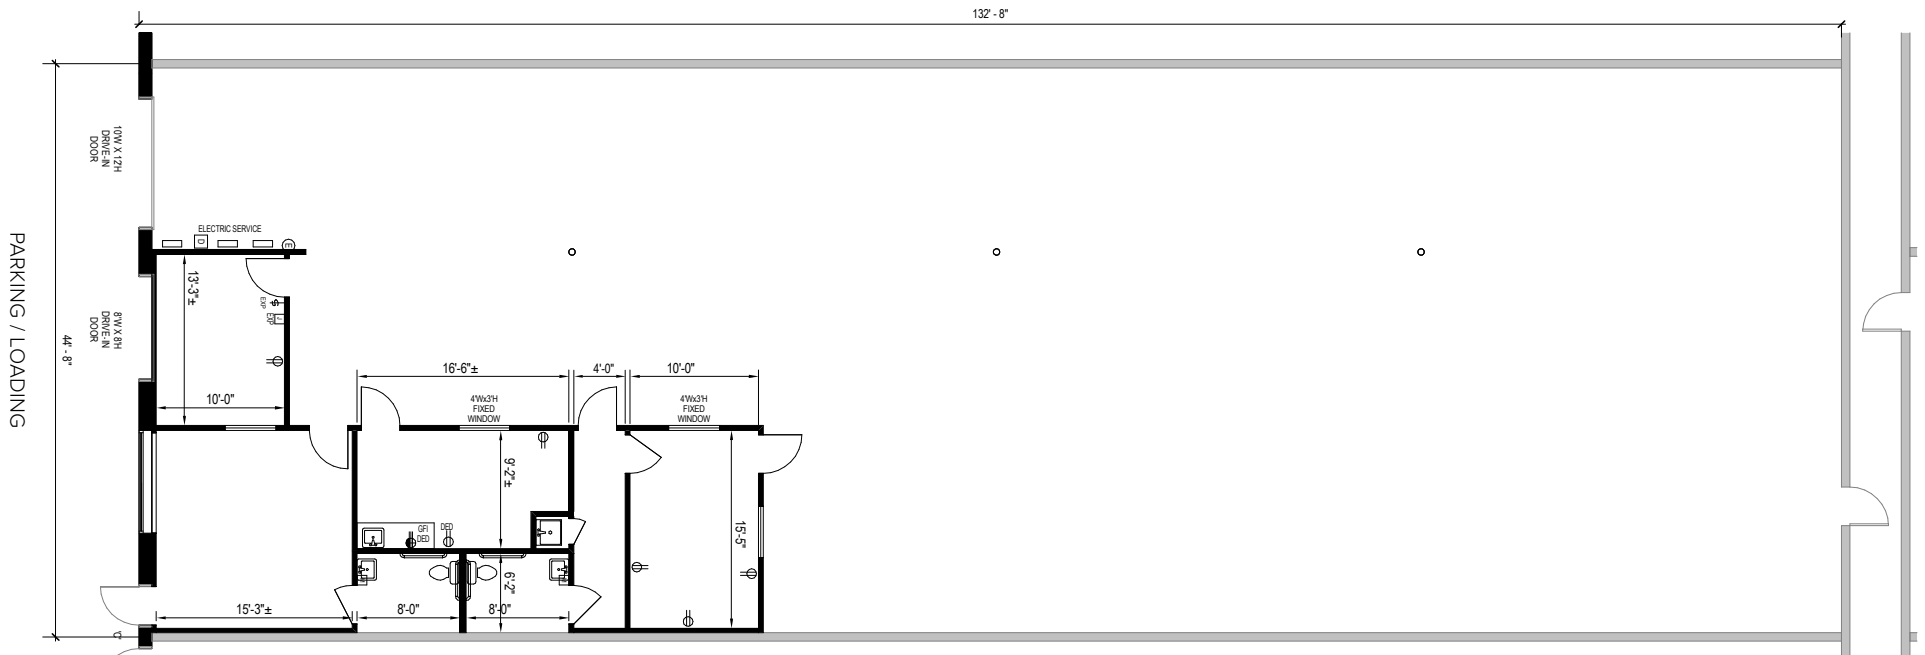 132' - 8"
10'W X 12'H
DRIVE-IN
DOOR
ELECTRIC SERVICE
D
E
PARKING / LOADING
13'-3"±
EXP
$
J
EXP
8'W X 8'H
DRIVE-IN
DOOR
44' - 8"
10'-0"
16'-6"±
4'-0"
10'-0"
4'Wx3'H
FIXED
WINDOW
4'Wx3'H
FIXED
WINDOW
9'-2"±
GFI
DED
DED
15'-5"
6'-2"
15'-3"±
8'-0"
8'-0"